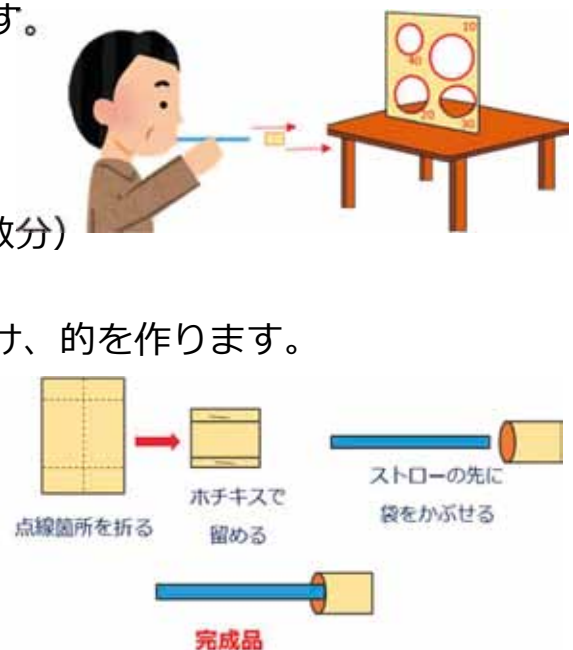 す。
10
40
20
30
数分）
け、的を作ります。
点線箇所を折る
ホチキスで
留める
ストローの先に
袋をかぶせる
完成品